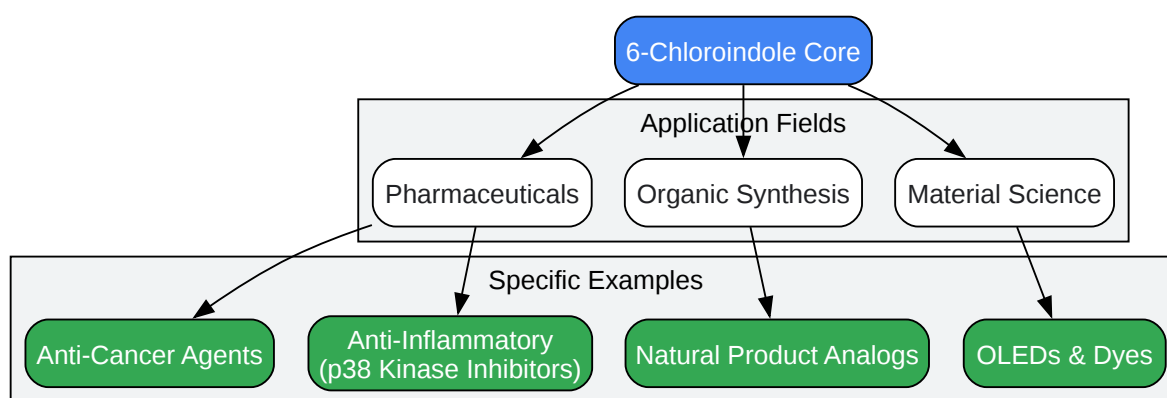 6-Chloroindole Core
Application Fields
Pharmaceuticals
Organic Synthesis
Material Science
Specific Examples
Anti-Cancer Agents
Anti-Inflammatory
(p38 Kinase Inhibitors)
Natural Product Analogs
OLEDs & Dyes